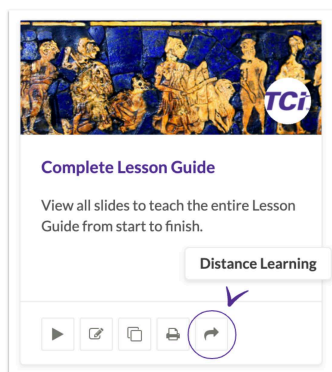 TCi
Complete Lesson Guide
View all slides to teach the entire Lesson
Guide from start to finish.
Distance Learning